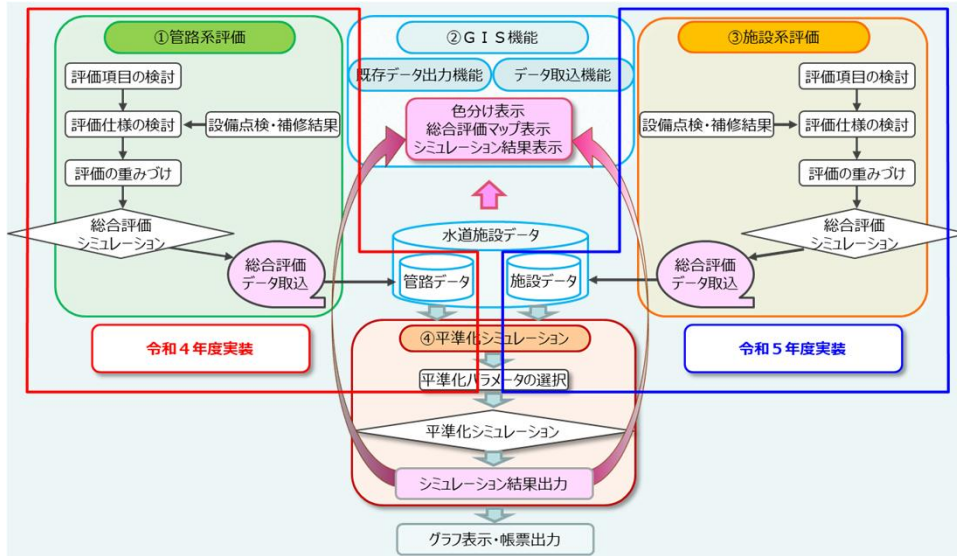 ①管路系評価
評価項目の検討
評価仕様の検討
設備点検・補修結果
評価の重みづけ
総合評価
シミュレーション
総合評価
データ取込
令和４年度実装
②ＧＩＳ機能
既存データ出力機能
データ取込機能
色分け表示
総合評価マップ表示
シミュレーション結果表示
水道施設データ
管路データ
施設データ
③施設系評価
評価項目の検討
設備点検・補修結果
評価仕様の検討
評価の重みづけ
総合評価
シミュレーション
総合評価
データ取込
令和５年度実装
④平準化シミュレーション
平準化パラメータの選択
平準化シミュレーション
シミュレーション結果出力
グラフ表示・帳票出力